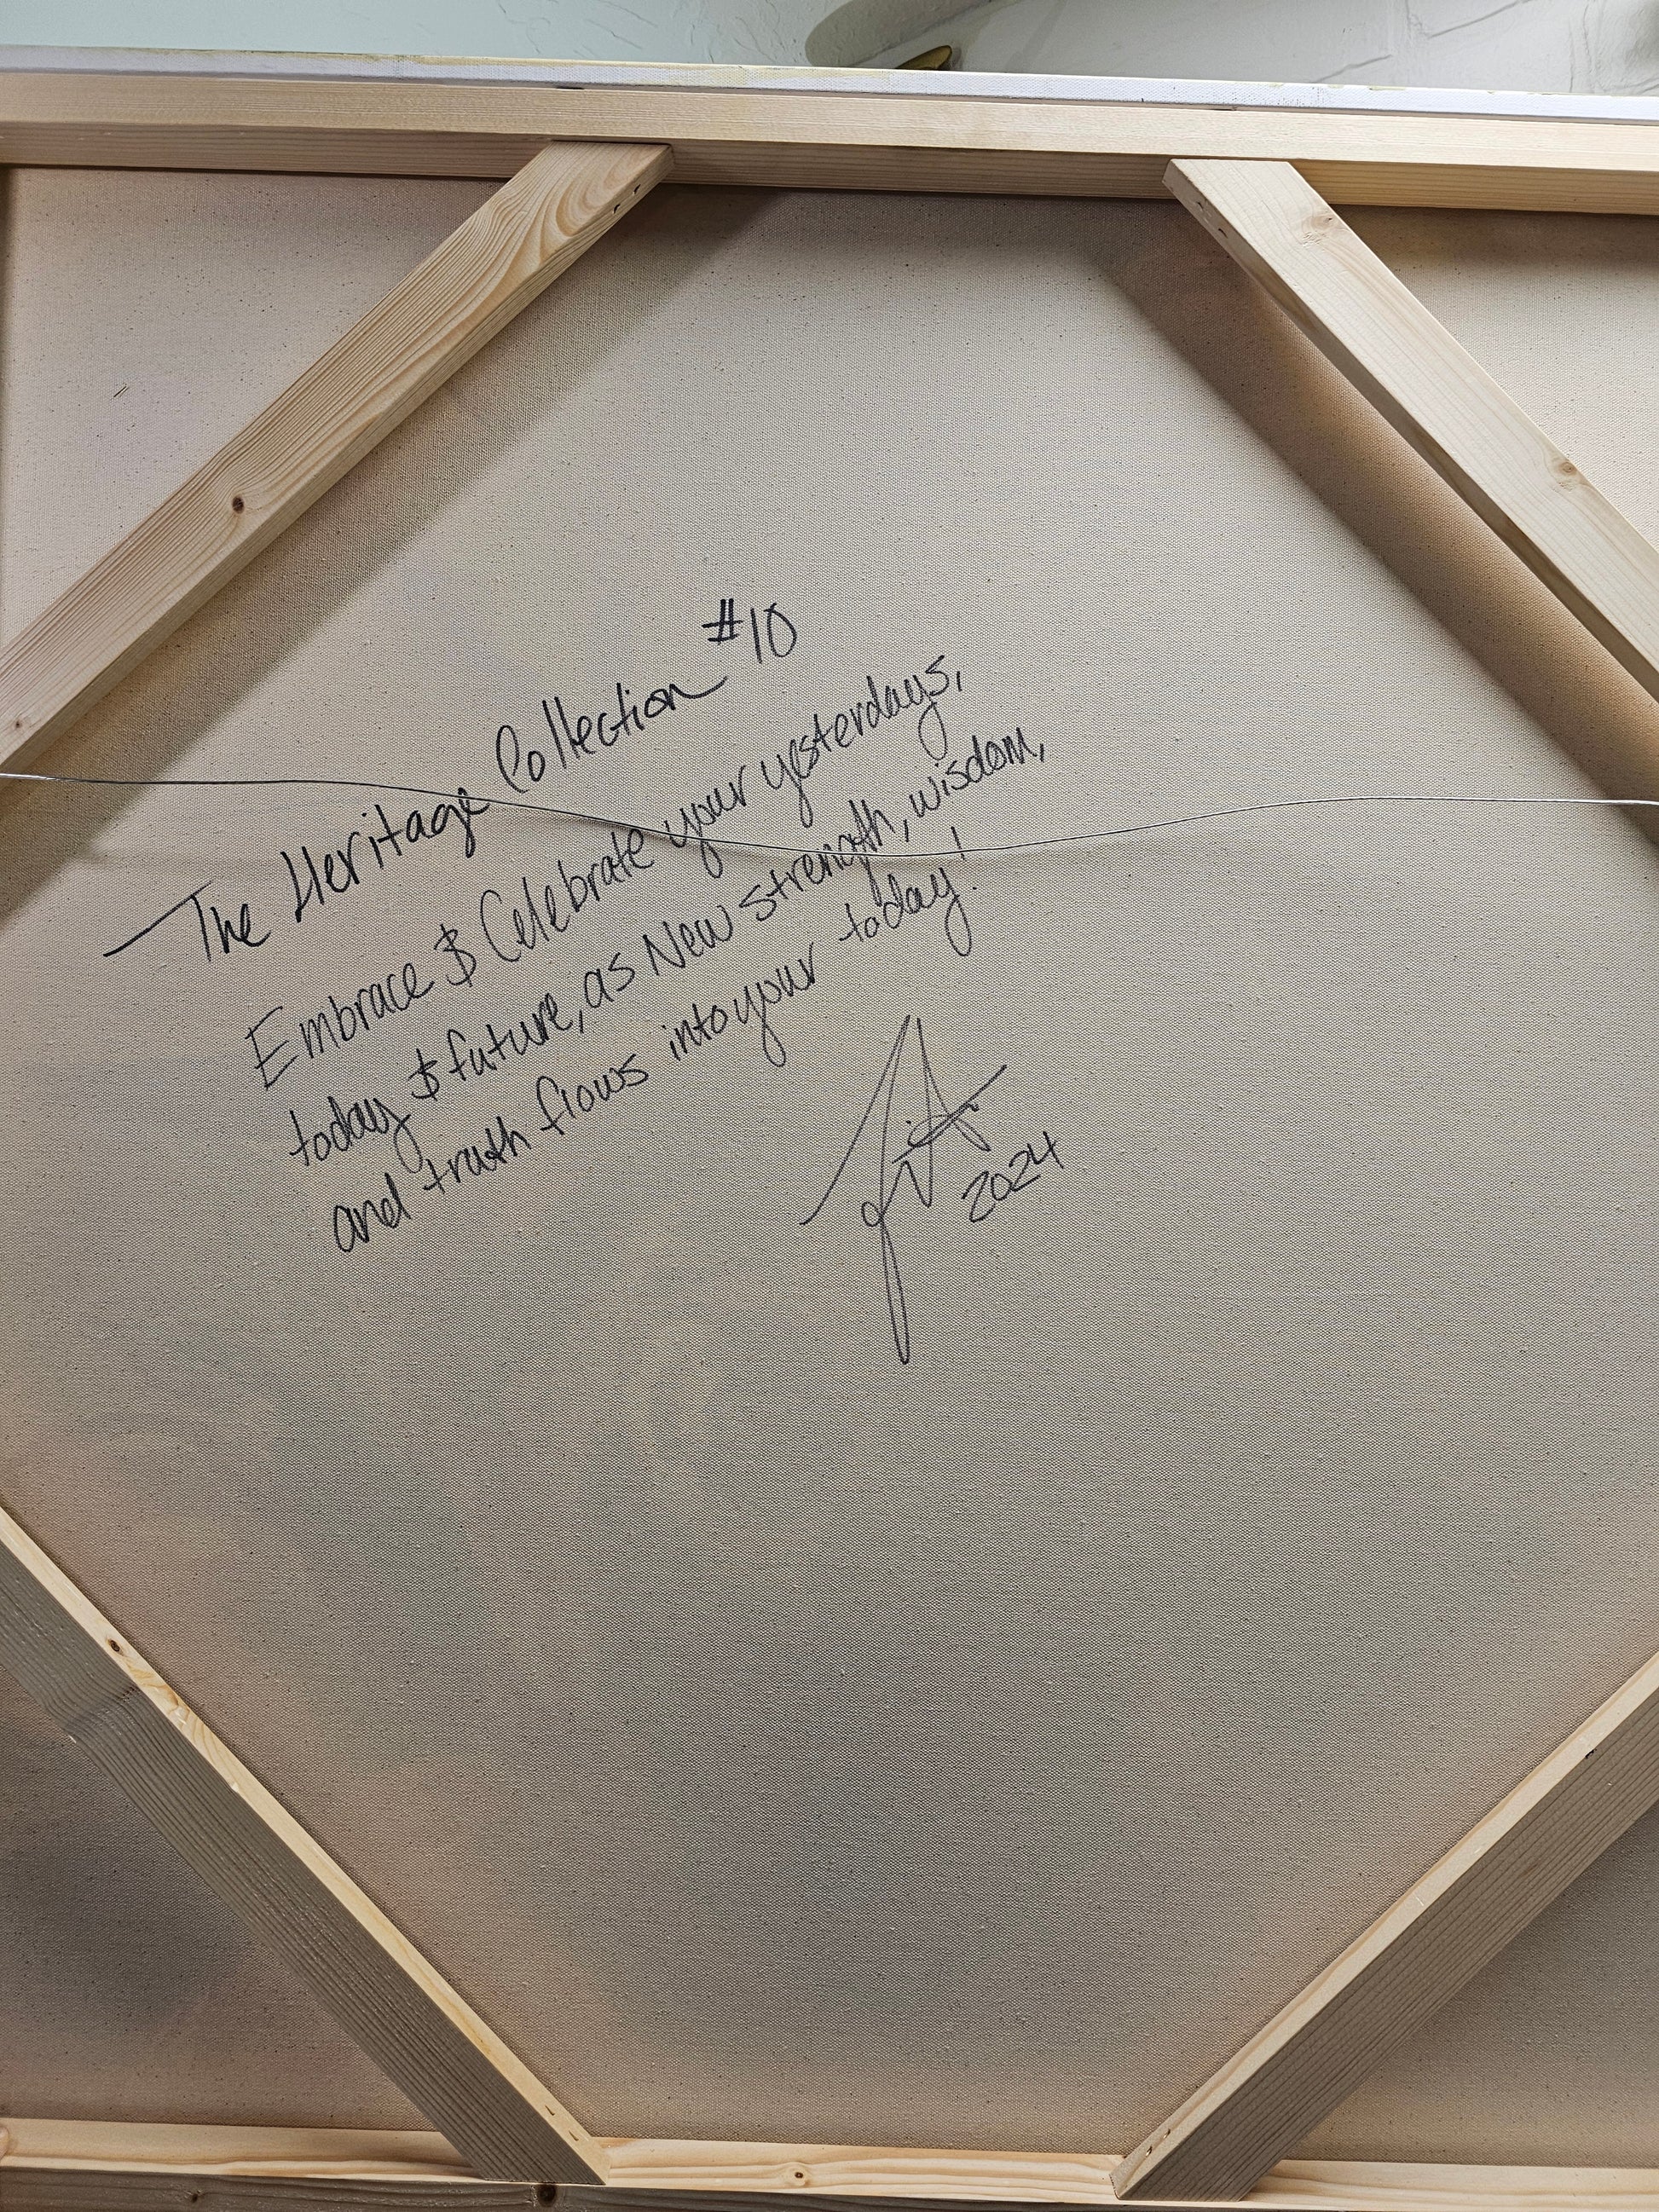 The Heritage Collection #10
Embrace & Celebrate your yesterdays,
today & future, as New strength, wisdom,
and truth flows into your today!
2024